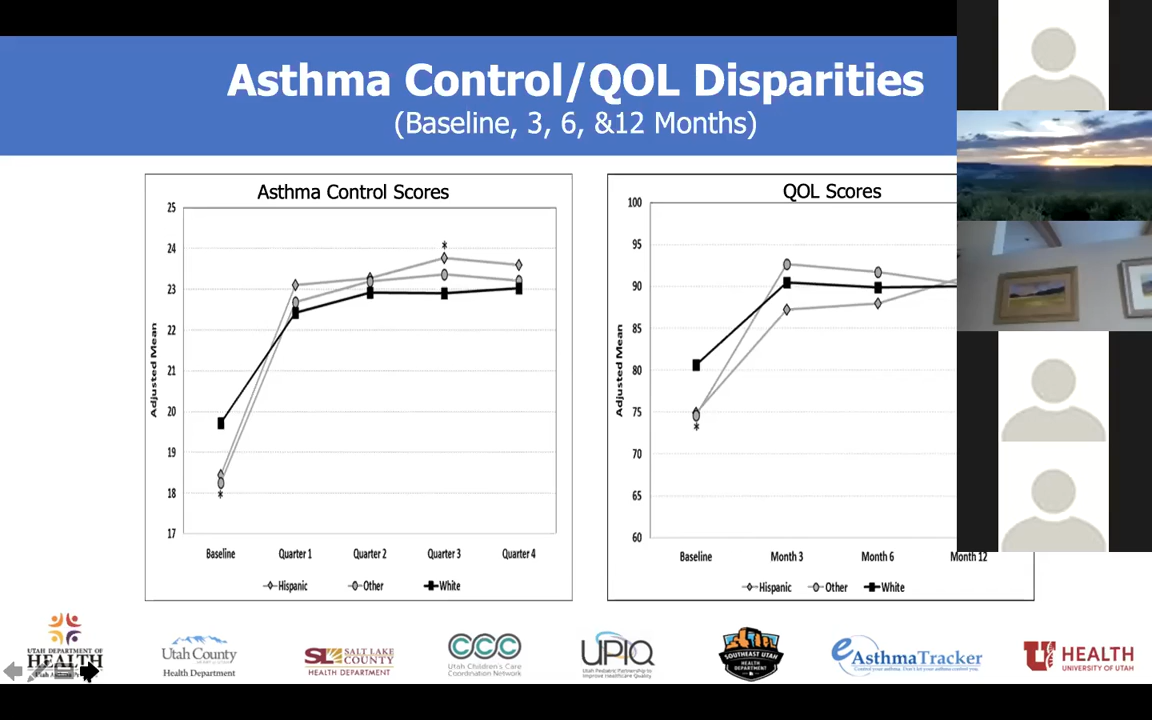 Asthma Control/QOL Disparities
(Baseline, 3, 6, &12 Months)
Asthma Control Scores
25
24
23
22
21
20
19
18
17
Adjusted Mean
*
*
Baseline Quarter 1 Quarter 2 Quarter 3 Quarter 4
Hispanic Other White
QOL Scores
100
95
90
85
80
75
70
65
60
Adjusted Mean
*
Baseline Month 3 Month 6 Month 12
Hispanic Other White
UTAH DEPARTMENT OF
HEALTH
Utah County
Health Department
SL SALT LAKE
COUNTY
HEALTH DEPARTMENT
CCC
Utah Children's Care
Coordination Network
UPIQ
Utah Pediatric Partnership to
Improve Healthcare Quality
SOUTHEAST UTAH
HEALTH
DEPARTMENT
eAsthmaTracker
U HEALTH
UNIVERSITY OF UTAH